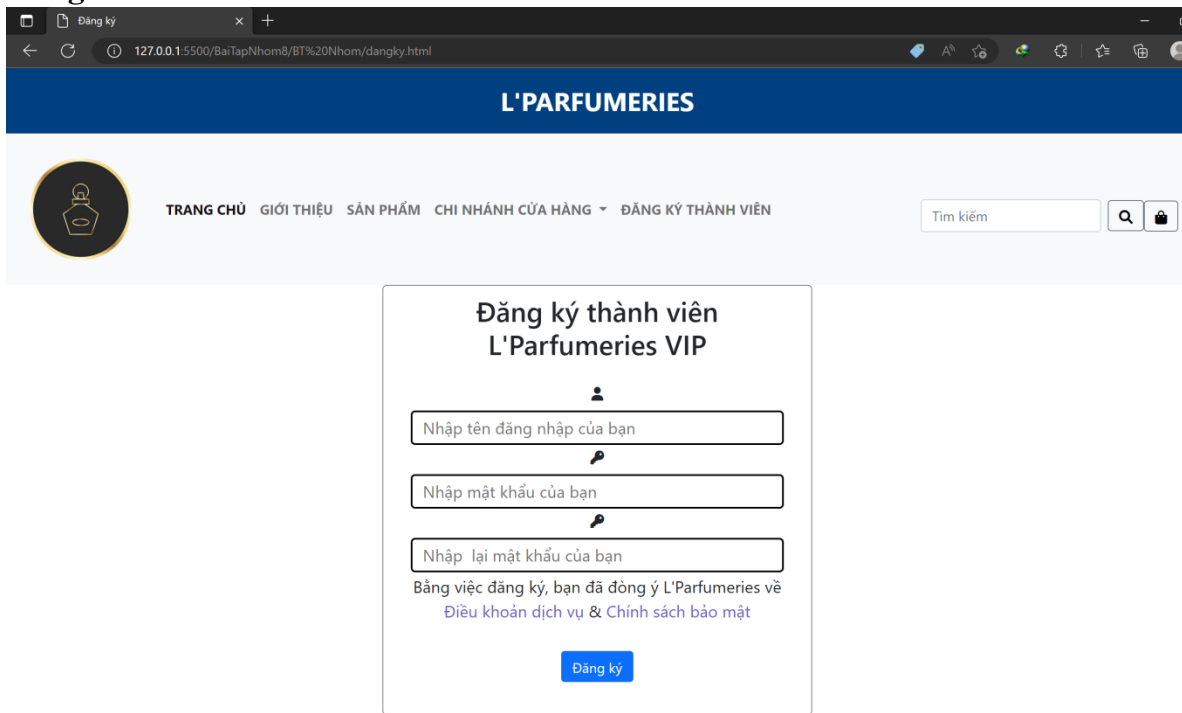 Đăng ký
127.0.0.1:5500/BaiTapNhom8/BT%20Nhom/dangky.html
L'PARFUMERIES
TRANG CHỦ GIỚI THIỆU SẢN PHẨM CHI NHÁNH CỬA HÀNG ĐĂNG KÝ THÀNH VIÊN
Tìm kiếm
Đăng ký thành viên
L'Parfumeries VIP
Nhập tên đăng nhập của bạn
Nhập mật khẩu của bạn
Nhập  lại mật khẩu của bạn
Bằng việc đăng ký, bạn đã đòng ý L'Parfumeries về
Điều khoản dịch vụ & Chính sách bảo mật
Đăng ký